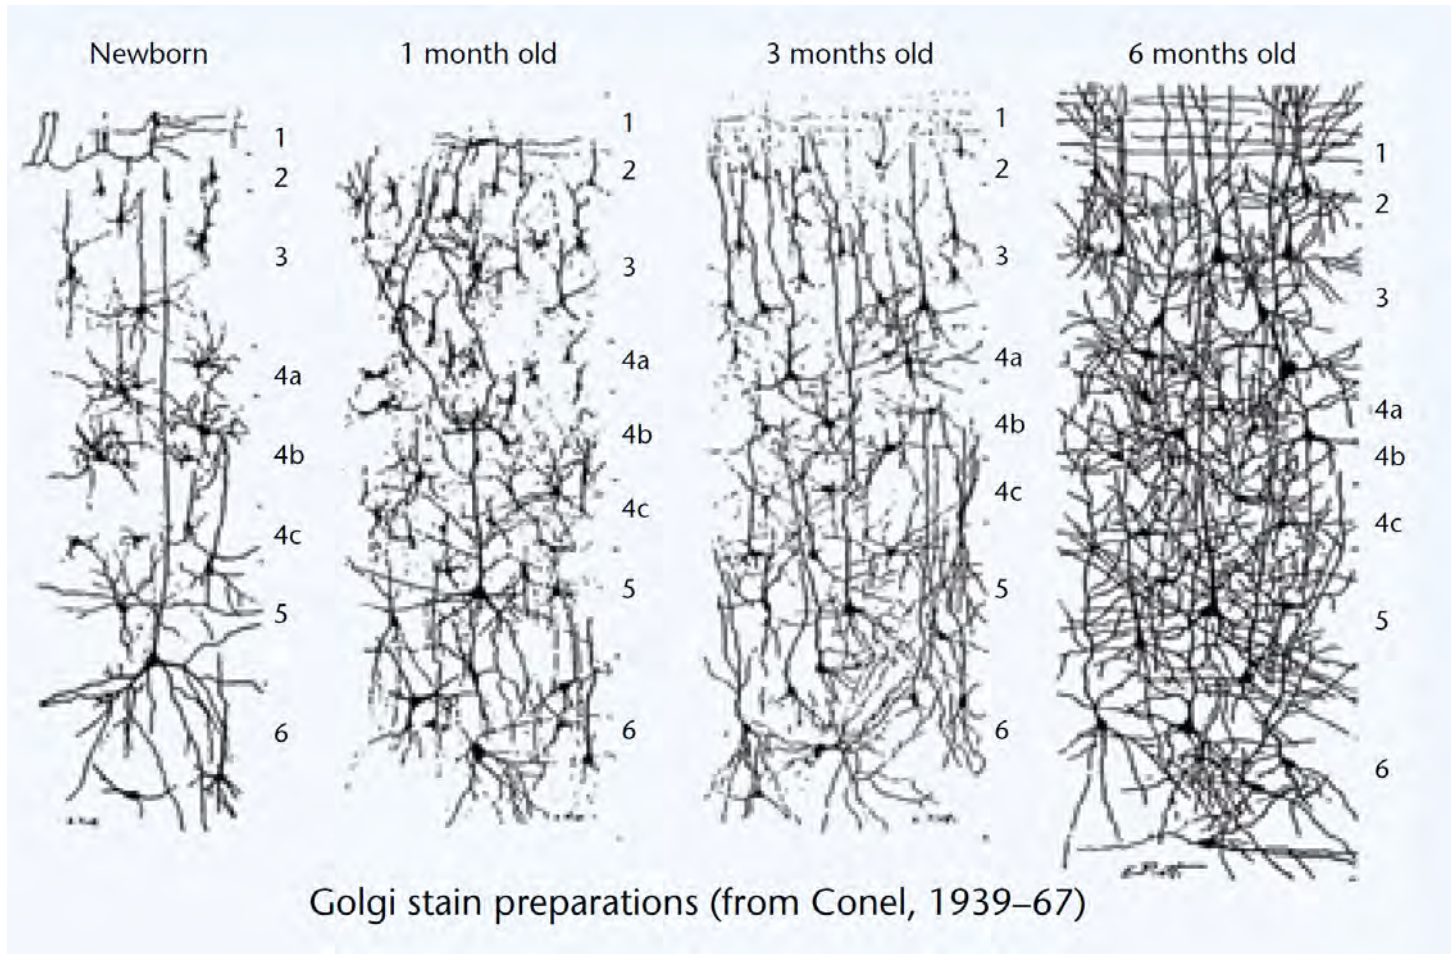 Newborn
1
2
3
4a
4b
4c
5
6
1 month old
1
2
3
4a
4b
4c
5
6
3 months old
1
2
3
4a
4b
4c
5
6
6 months old
1
2
3
4a
4b
4c
5
6
Golgi stain preparations (from Conel, 1939–67)